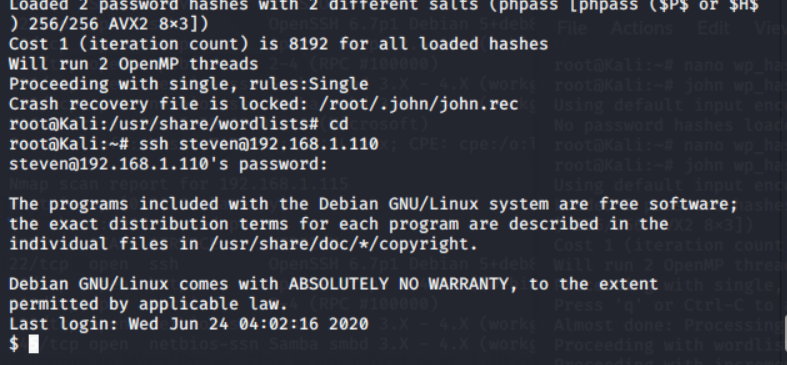 Loaded 2 password hashes with 2 different salts (phpass [phpass ($P$ or $H$
) 256/256 AVX2 8×3])
Cost 1 (iteration count) is 8192 for all loaded hashes
Will run 2 OpenMP threads
Proceeding with single, rules:Single
Crash recovery file is locked: /root/.john/john.rec
root@Kali:/usr/share/wordlists# cd
root@Kali:~# ssh steven@192.168.1.110
steven@192.168.1.110's password:
The programs included with the Debian GNU/Linux system are free software;
the exact distribution terms for each program are described in the
individual files in /usr/share/doc/*/copyright.
Debian GNU/Linux comes with ABSOLUTELY NO WARRANTY, to the extent
permitted by applicable law.
Last login: Wed Jun 24 04:02:16 2020
$